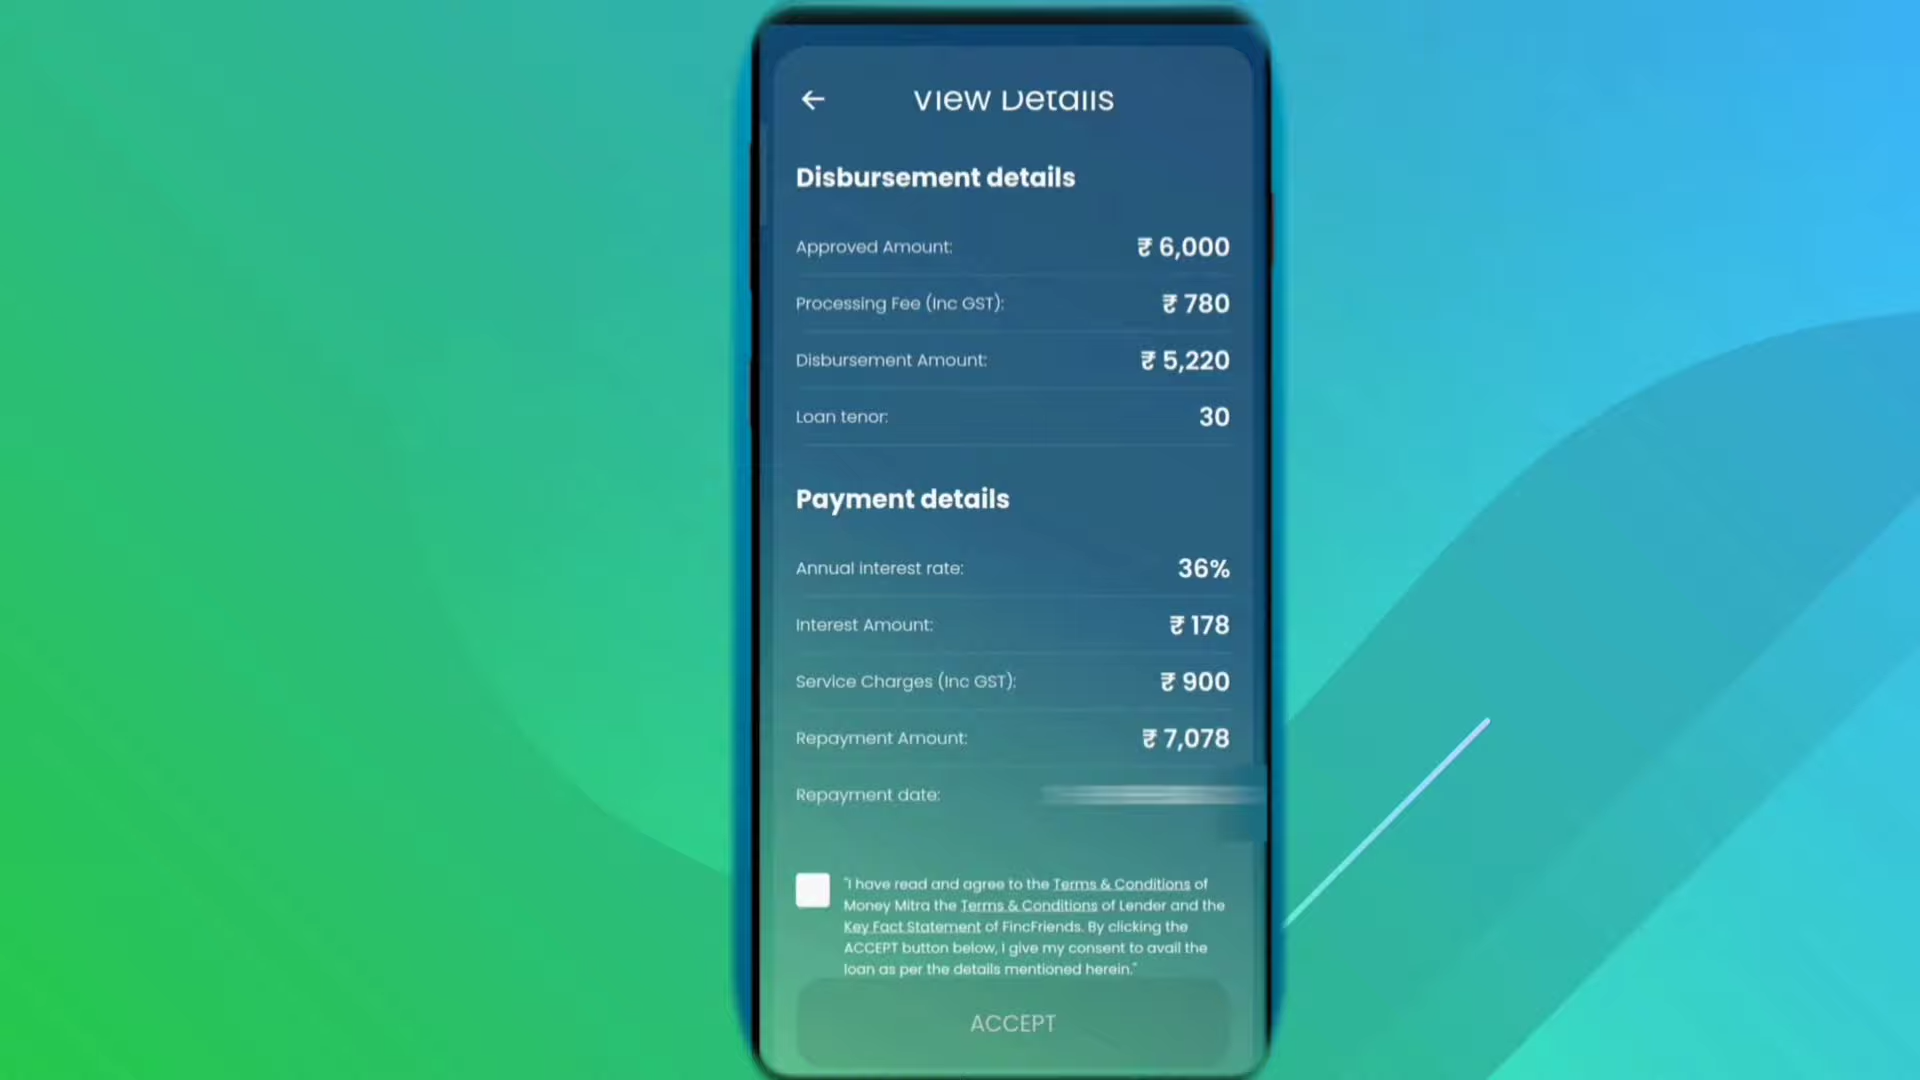 View Details
Disbursement details
Approved Amount: ₹ 6,000
Processing Fee (Inc GST): ₹ 780
Disbursement Amount: ₹ 5,220
Loan tenor: 30
Payment details
Annual interest rate: 36%
Interest Amount: ₹ 178
Service Charges (Inc GST): ₹ 900
Repayment Amount: ₹ 7,078
Repayment date:
"I have read and agree to the Terms & Conditions of
Money Mitra the Terms & Conditions of Lender and the
Key Fact Statement of FincFriends. By clicking the
ACCEPT button below, I give my consent to avail the
loan as per the details mentioned herein."
ACCEPT